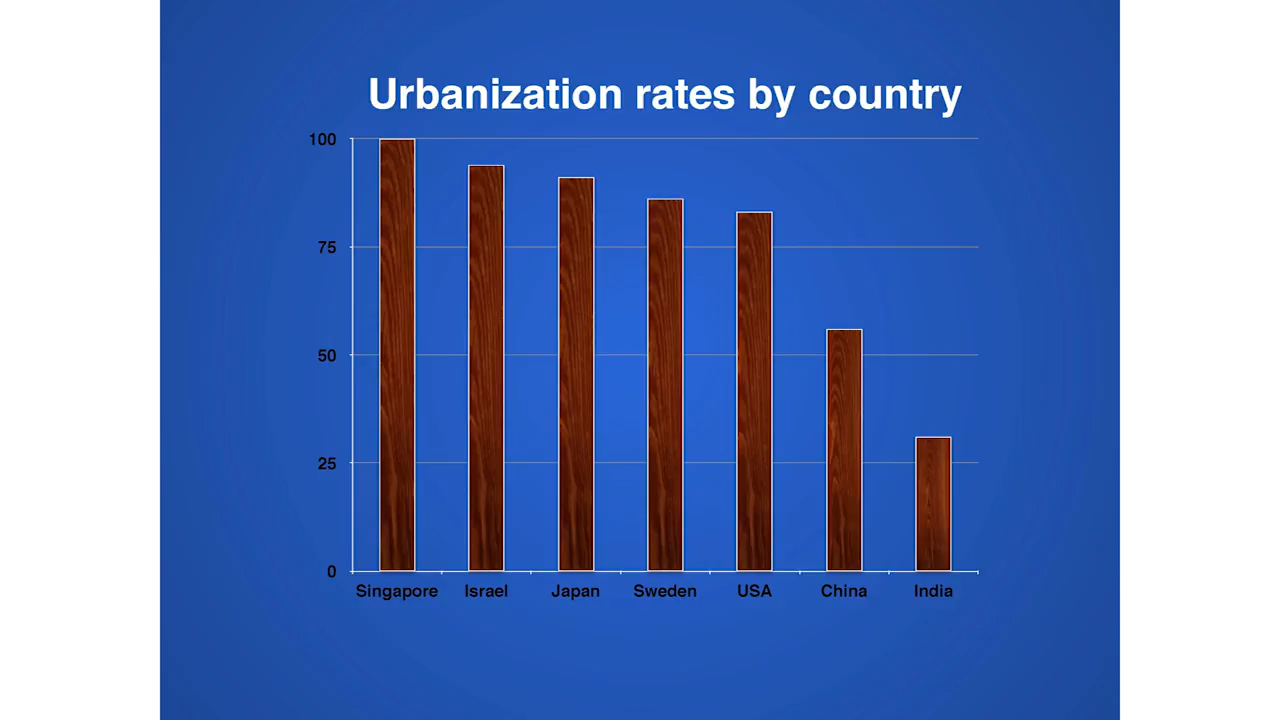 Urbanization rates by country
100
75
50
25
0
Singapore Israel Japan Sweden USA China India